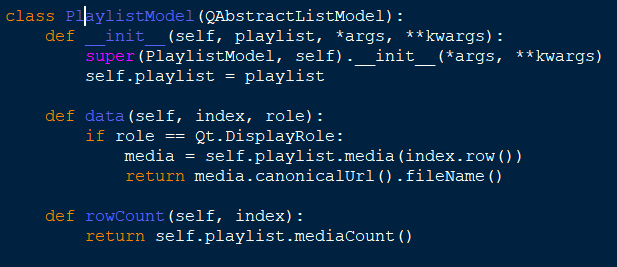 class PlaylistModel(QAbstractListModel):
    def __init__(self, playlist, *args, **kwargs):
        super(PlaylistModel, self).__init__(*args, **kwargs)
        self.playlist = playlist

    def data(self, index, role):
        if role == Qt.DisplayRole:
            media = self.playlist.media(index.row())
            return media.canonicalUrl().fileName()

    def rowCount(self, index):
        return self.playlist.mediaCount()